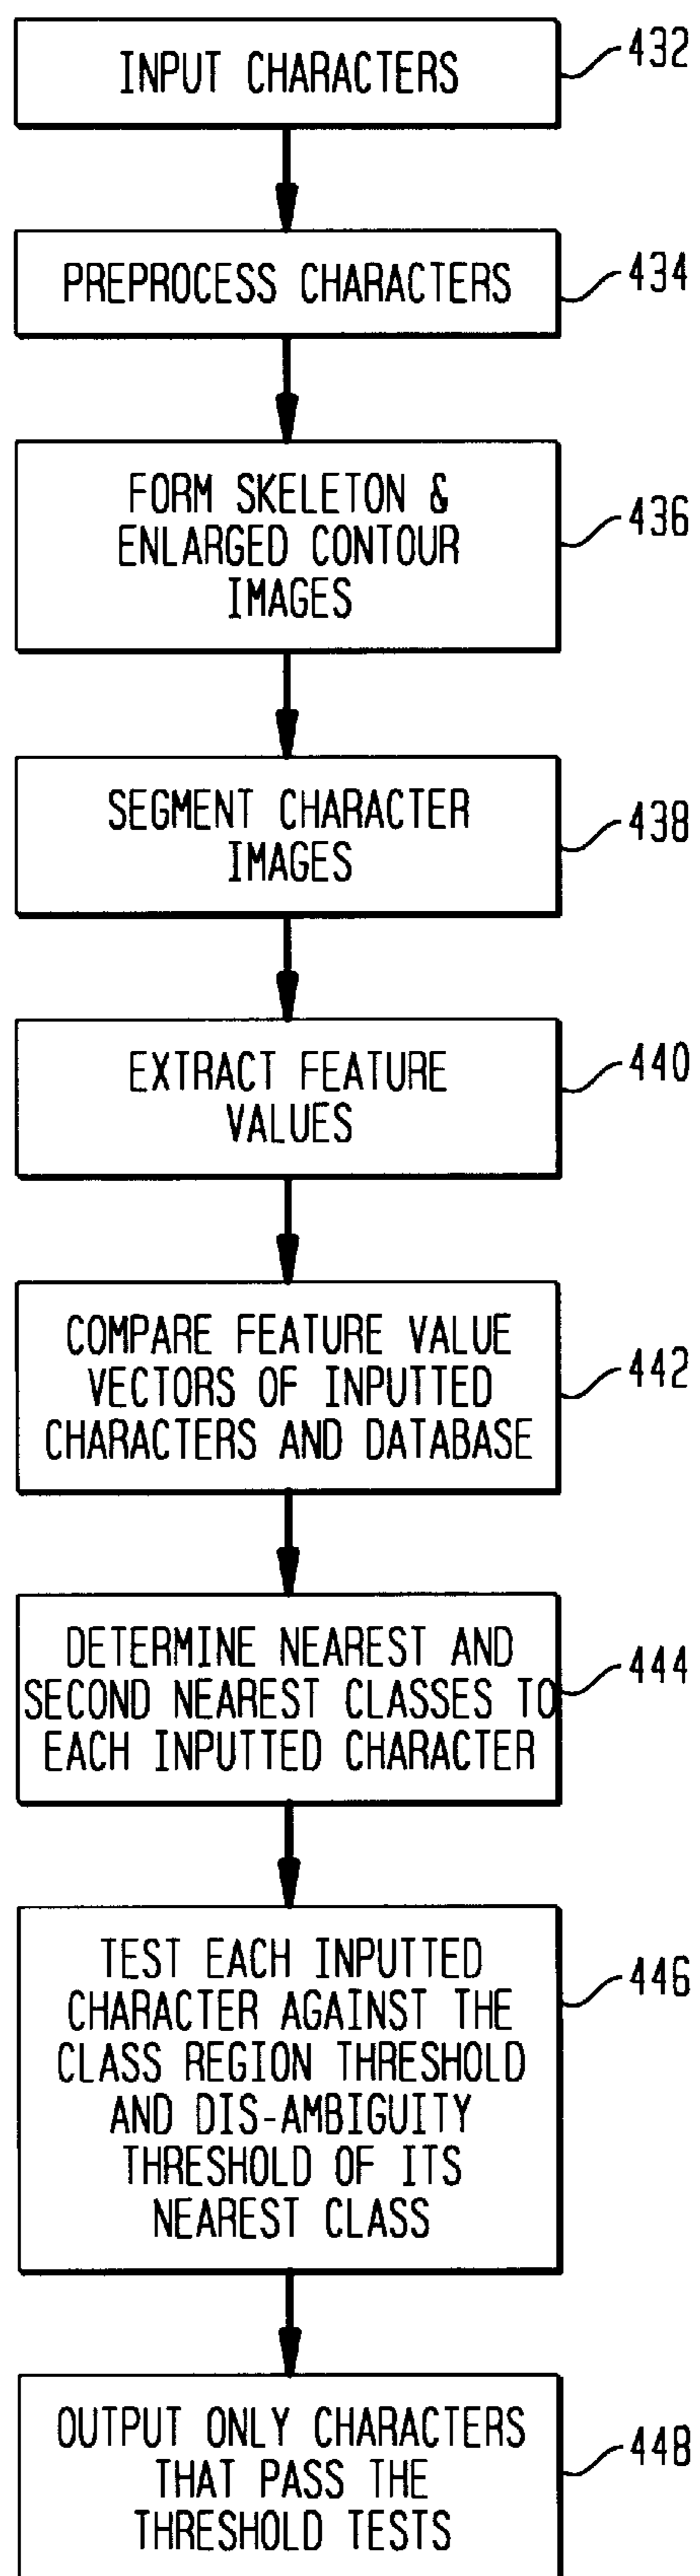 INPUT CHARACTERS
432
PREPROCESS CHARACTERS
434
FORM SKELETON &
ENLARGED CONTOUR
IMAGES
436
SEGMENT CHARACTER
IMAGES
438
EXTRACT FEATURE
VALUES
440
COMPARE FEATURE VALUE
VECTORS OF INPUTTED
CHARACTERS AND DATABASE
442
DETERMINE NEAREST AND
SECOND NEAREST CLASSES TO
EACH INPUTTED CHARACTER
444
TEST EACH INPUTTED
CHARACTER AGAINST THE
CLASS REGION THRESHOLD
AND DIS-AMBIGUITY
THRESHOLD OF ITS
NEAREST CLASS
446
OUTPUT ONLY CHARACTERS
THAT PASS THE
THRESHOLD TESTS
448